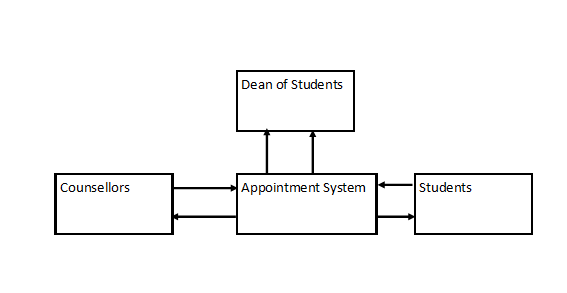 Dean of Students
Counsellors
Appointment System
Students